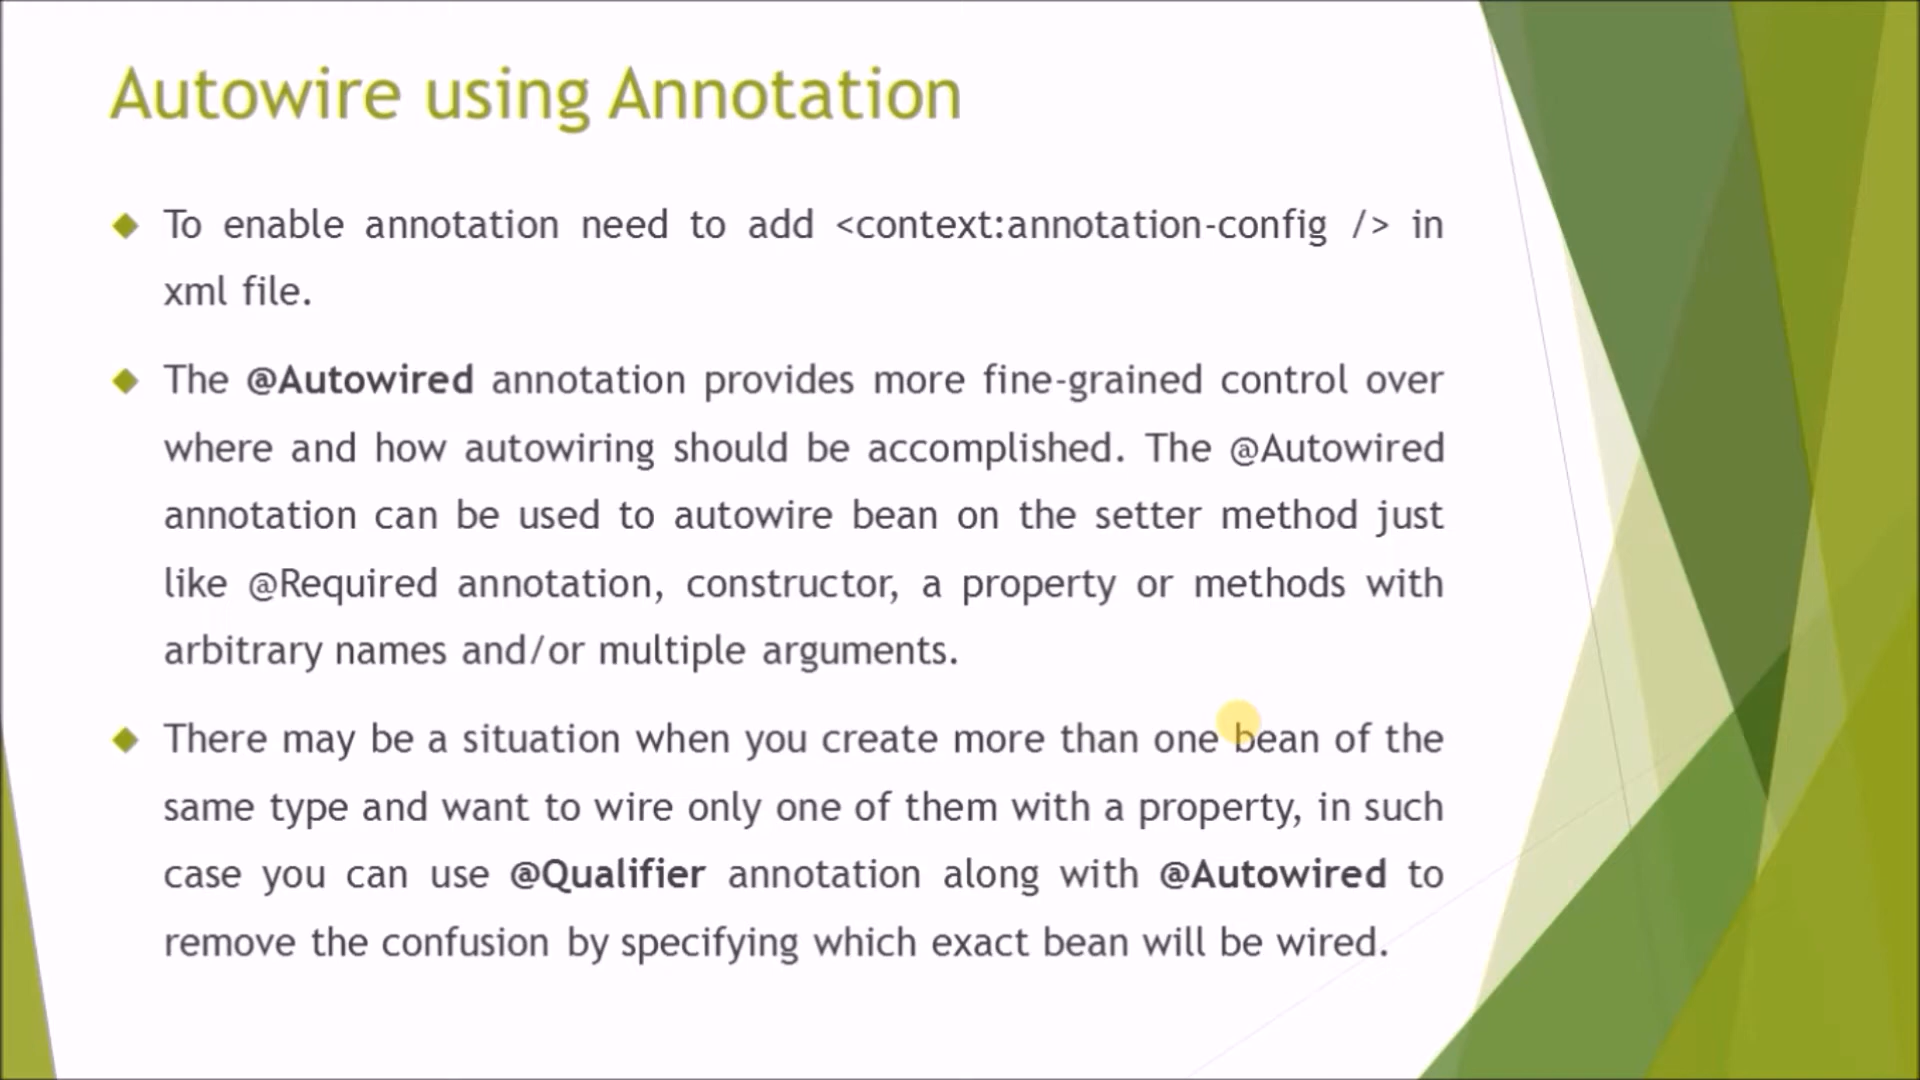 Autowire using Annotation
To enable annotation need to add <context:annotation-config /> in
xml file.
The @Autowired annotation provides more fine-grained control over
where and how autowiring should be accomplished. The @Autowired
annotation can be used to autowire bean on the setter method just
like @Required annotation, constructor, a property or methods with
arbitrary names and/or multiple arguments.
There may be a situation when you create more than one bean of the
same type and want to wire only one of them with a property, in such
case you can use @Qualifier annotation along with @Autowired to
remove the confusion by specifying which exact bean will be wired.